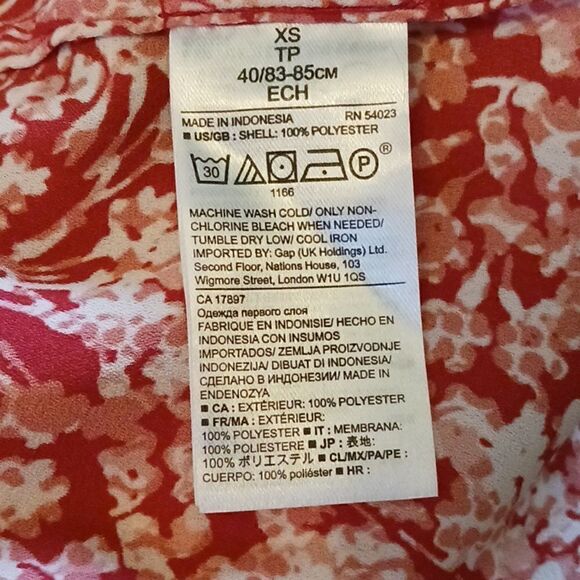 XS
TP
40/83-85CM
ECH
MADE IN INDONESIA RN 54023
■ US/GB : SHELL: 100% POLYESTER
30 P ®
1166
MACHINE WASH COLD/ ONLY NON-
CHLORINE BLEACH WHEN NEEDED/
TUMBLE DRY LOW/ COOL IRON
IMPORTED BY: Gap (UK Holdings) Ltd.
Second Floor, Nations House, 103
Wigmore Street, London W1U 1QS
CA 17897
Одежда первого слоя
FABRIQUE EN INDONISIE/ HECHO EN
INDONESIA CON INSUMOS
IMPORTADOS/ ZEMLJA PROIZVODNJE
INDONEZIJA/ DIBUAT DI INDONESIA/
СДЕЛАНО В ИНДОНЕЗИИ/ MADE IN
ENDENOZYA
■ CA : EXTÉRIEUR: 100% POLYESTER
■ FR/MA : EXTÉRIEUR:
100% POLYESTER ■ IT : MEMBRANA:
100% POLIESTERE ■ JP : 表地:
100% ポリエステル ■ CL/MX/PA/PE :
CUERPO: 100% poliéster ■ HR :